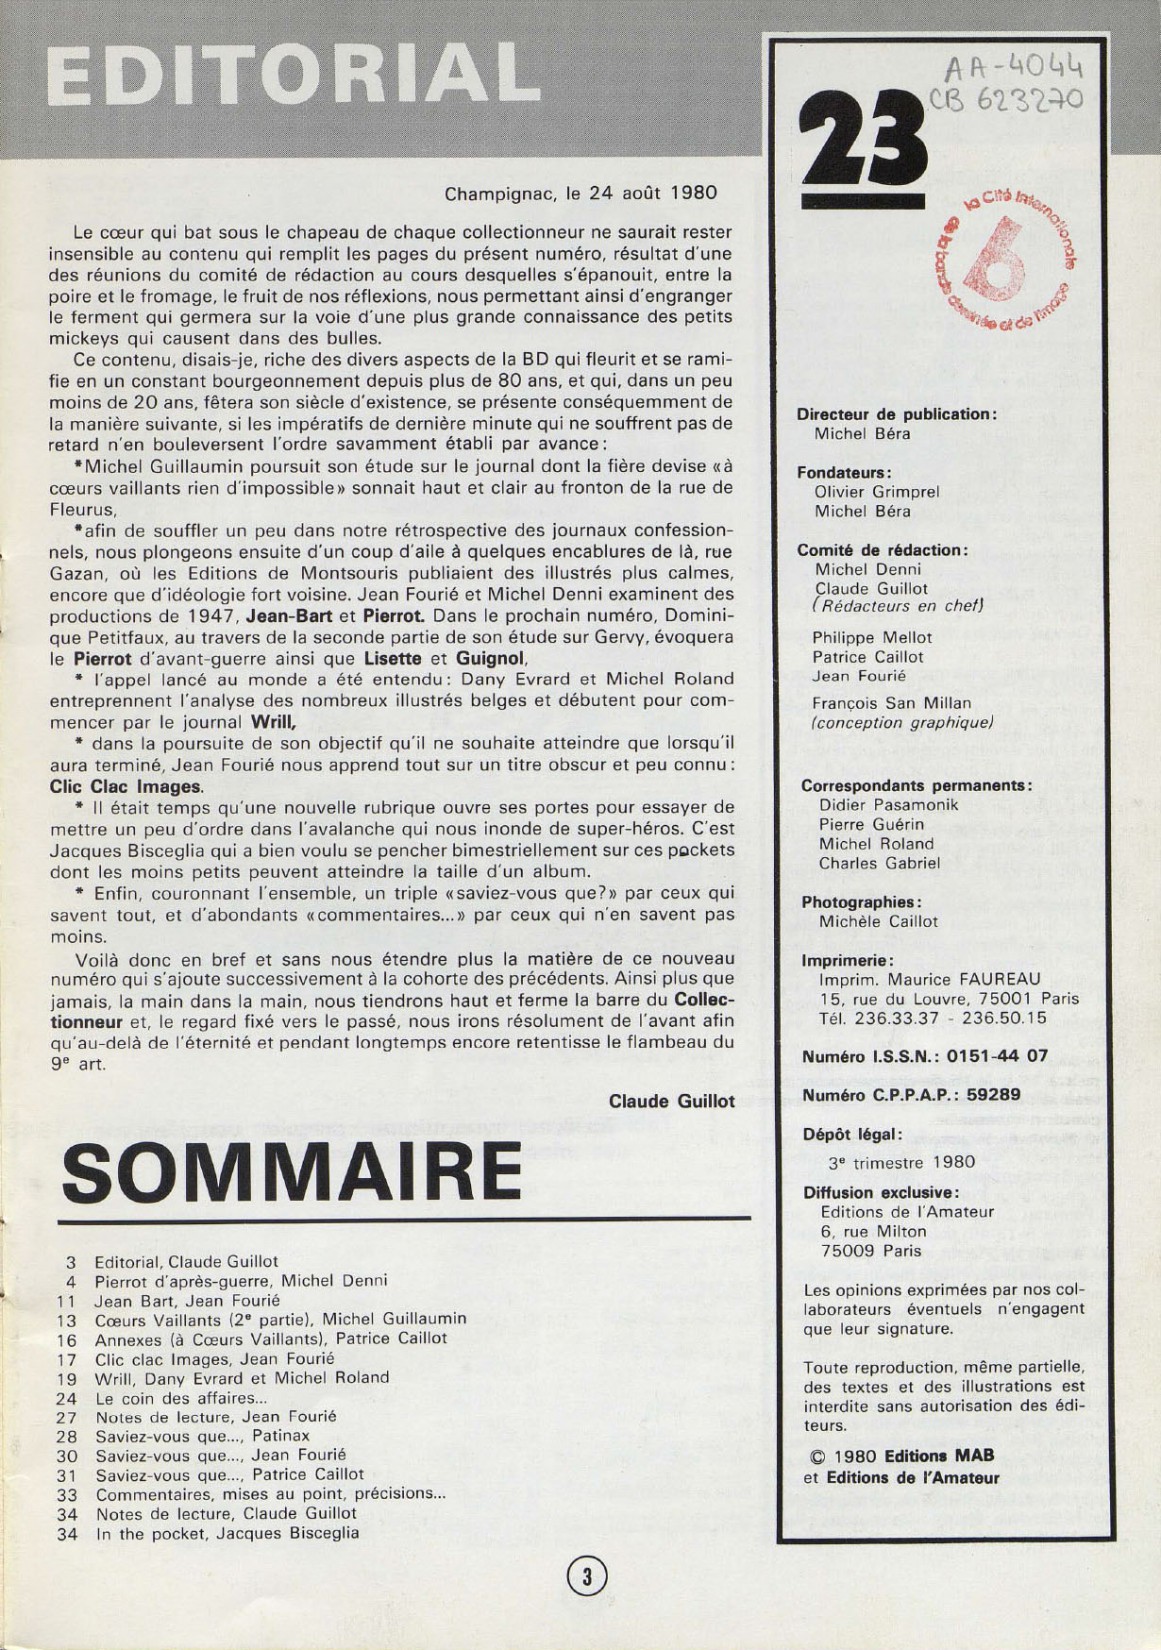 EDITORIAL
Champignac, le 24 août 1980
Le cœur qui bat sous le chapeau de chaque collectionneur ne saurait rester
insensible au contenu qui remplit les pages du présent numéro, résultat d'une
des réunions du comité de rédaction au cours desquelles s'épanouit, entre la
poire et le fromage, le fruit de nos réflexions, nous permettant ainsi d'engranger
le ferment qui germera sur la voie d'une plus grande connaissance des petits
mickeys qui causent dans des bulles.
Ce contenu, disais-je, riche des divers aspects de la BD qui fleurit et se rami-
fie en un constant bourgeonnement depuis plus de 80 ans, et qui, dans un peu
moins de 20 ans, fêtera son siècle d'existence, se présente conséquemment de
la manière suivante, si les impératifs de dernière minute qui ne souffrent pas de
retard n'en bouleversent l'ordre savamment établi par avance :
*Michel Guillaumin poursuit son étude sur le journal dont la fière devise «à
cœurs vaillants rien d'impossible» sonnait haut et clair au fronton de la rue de
Fleurus,
*afin de souffler un peu dans notre rétrospective des journaux confession-
nels, nous plongeons ensuite d'un coup d'aile à quelques encablures de là, rue
Gazan, où les Editions de Montsouris publiaient des illustrés plus calmes,
encore que d'idéologie fort voisine. Jean Fourié et Michel Denni examinent des
productions de 1947, Jean-Bart et Pierrot. Dans le prochain numéro, Domini-
que Petitfaux, au travers de la seconde partie de son étude sur Gervy, évoquera
le Pierrot d'avant-guerre ainsi que Lisette et Guignol,
* l'appel lancé au monde a été entendu : Dany Evrard et Michel Roland
entreprennent l'analyse des nombreux illustrés belges et débutent pour com-
mencer par le journal Wrill,
* dans la poursuite de son objectif qu'il ne souhaite atteindre que lorsqu'il
aura terminé, Jean Fourié nous apprend tout sur un titre obscur et peu connu :
Clic Clac Images.
* Il était temps qu'une nouvelle rubrique ouvre ses portes pour essayer de
mettre un peu d'ordre dans l'avalanche qui nous inonde de super-héros. C'est
Jacques Bisceglia qui a bien voulu se pencher bimestriellement sur ces pockets
dont les moins petits peuvent atteindre la taille d'un album.
* Enfin, couronnant l'ensemble, un triple «saviez-vous que?» par ceux qui
savent tout, et d'abondants «commentaires...» par ceux qui n'en savent pas
moins.
Voilà donc en bref et sans nous étendre plus la matière de ce nouveau
numéro qui s'ajoute successivement à la cohorte des précédents. Ainsi plus que
jamais, la main dans la main, nous tiendrons haut et ferme la barre du Collec-
tionneur et, le regard fixé vers le passé, nous irons résolument de l'avant afin
qu'au-delà de l'éternité et pendant longtemps encore retentisse le flambeau du
9e art.
Claude Guillot
SOMMAIRE
3 Editorial, Claude Guillot
4 Pierrot d'après-guerre, Michel Denni
11 Jean Bart, Jean Fourié
13 Cœurs Vaillants (2e partie), Michel Guillaumin
16 Annexes (à Cœurs Vaillants), Patrice Caillot
17 Clic clac Images, Jean Fourié
19 Wrill, Dany Evrard et Michel Roland
24 Le coin des affaires...
27 Notes de lecture, Jean Fourié
28 Saviez-vous que..., Patinax
30 Saviez-vous que..., Jean Fourié
31 Saviez-vous que..., Patrice Caillot
33 Commentaires, mises au point, précisions...
34 Notes de lecture, Claude Guillot
34 In the pocket, Jacques Bisceglia
AA-4044
CB 623270
23
la Cité Internationale
de la bande dessinée et de l'image
6
Directeur de publication :
Michel Béra
Fondateurs :
Olivier Grimprel
Michel Béra
Comité de rédaction :
Michel Denni
Claude Guillot
(Rédacteurs en chef)
Philippe Mellot
Patrice Caillot
Jean Fourié
François San Millan
(conception graphique)
Correspondants permanents :
Didier Pasamonik
Pierre Guérin
Michel Roland
Charles Gabriel
Photographies :
Michèle Caillot
Imprimerie :
Imprim. Maurice FAUREAU
15, rue du Louvre, 75001 Paris
Tél. 236.33.37 - 236.50.15
Numéro I.S.S.N. : 0151-44 07
Numéro C.P.P.A.P. : 59289
Dépôt légal :
3e trimestre 1980
Diffusion exclusive :
Editions de l'Amateur
6, rue Milton
75009 Paris
Les opinions exprimées par nos col-
laborateurs éventuels n'engagent
que leur signature.
Toute reproduction, même partielle,
des textes et des illustrations est
interdite sans autorisation des édi-
teurs.
© 1980 Editions MAB
et Editions de l'Amateur
3